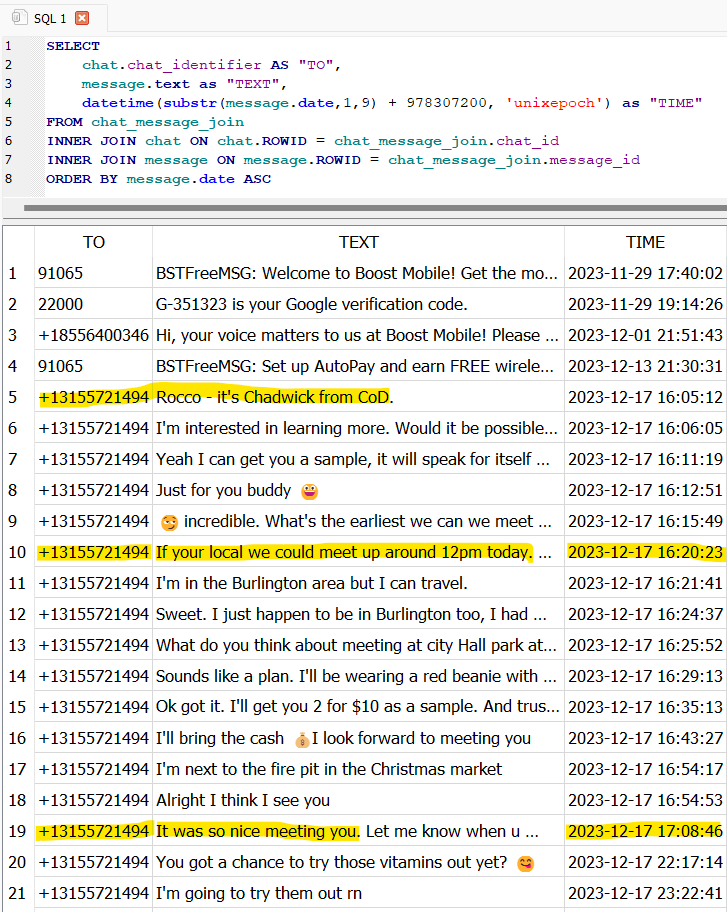 SQL 1
1 SELECT
2 chat.chat_identifier AS "TO",
3 message.text as "TEXT",
4 datetime(substr(message.date,1,9) + 978307200, 'unixepoch') as "TIME"
5 FROM chat_message_join
6 INNER JOIN chat ON chat.ROWID = chat_message_join.chat_id
7 INNER JOIN message ON message.ROWID = chat_message_join.message_id
8 ORDER BY message.date ASC
TO TEXT TIME
1 91065 BSTFreeMSG: Welcome to Boost Mobile! Get the mo... 2023-11-29 17:40:02
2 22000 G-351323 is your Google verification code. 2023-11-29 19:14:26
3 +18556400346 Hi, your voice matters to us at Boost Mobile! Please ... 2023-12-01 21:51:43
4 91065 BSTFreeMSG: Set up AutoPay and earn FREE wirele... 2023-12-13 21:30:31
5 +13155721494 Rocco - it's Chadwick from CoD. 2023-12-17 16:05:12
6 +13155721494 I'm interested in learning more. Would it be possible... 2023-12-17 16:06:05
7 +13155721494 Yeah I can get you a sample, it will speak for itself ... 2023-12-17 16:11:19
8 +13155721494 Just for you buddy 😀 2023-12-17 16:12:51
9 +13155721494 😏 incredible. What's the earliest we can we meet ... 2023-12-17 16:15:49
10 +13155721494 If your local we could meet up around 12pm today. ... 2023-12-17 16:20:23
11 +13155721494 I'm in the Burlington area but I can travel. 2023-12-17 16:21:41
12 +13155721494 Sweet. I just happen to be in Burlington too, I had ... 2023-12-17 16:24:37
13 +13155721494 What do you think about meeting at city Hall park at... 2023-12-17 16:25:52
14 +13155721494 Sounds like a plan. I'll be wearing a red beanie with ... 2023-12-17 16:29:13
15 +13155721494 Ok got it. I'll get you 2 for $10 as a sample. And trus... 2023-12-17 16:35:13
16 +13155721494 I'll bring the cash 💰I look forward to meeting you 2023-12-17 16:43:27
17 +13155721494 I'm next to the fire pit in the Christmas market 2023-12-17 16:54:17
18 +13155721494 Alright I think I see you 2023-12-17 16:54:53
19 +13155721494 It was so nice meeting you. Let me know when u ... 2023-12-17 17:08:46
20 +13155721494 You got a chance to try those vitamins out yet? 😋 2023-12-17 22:17:14
21 +13155721494 I'm going to try them out rn 2023-12-17 23:22:41